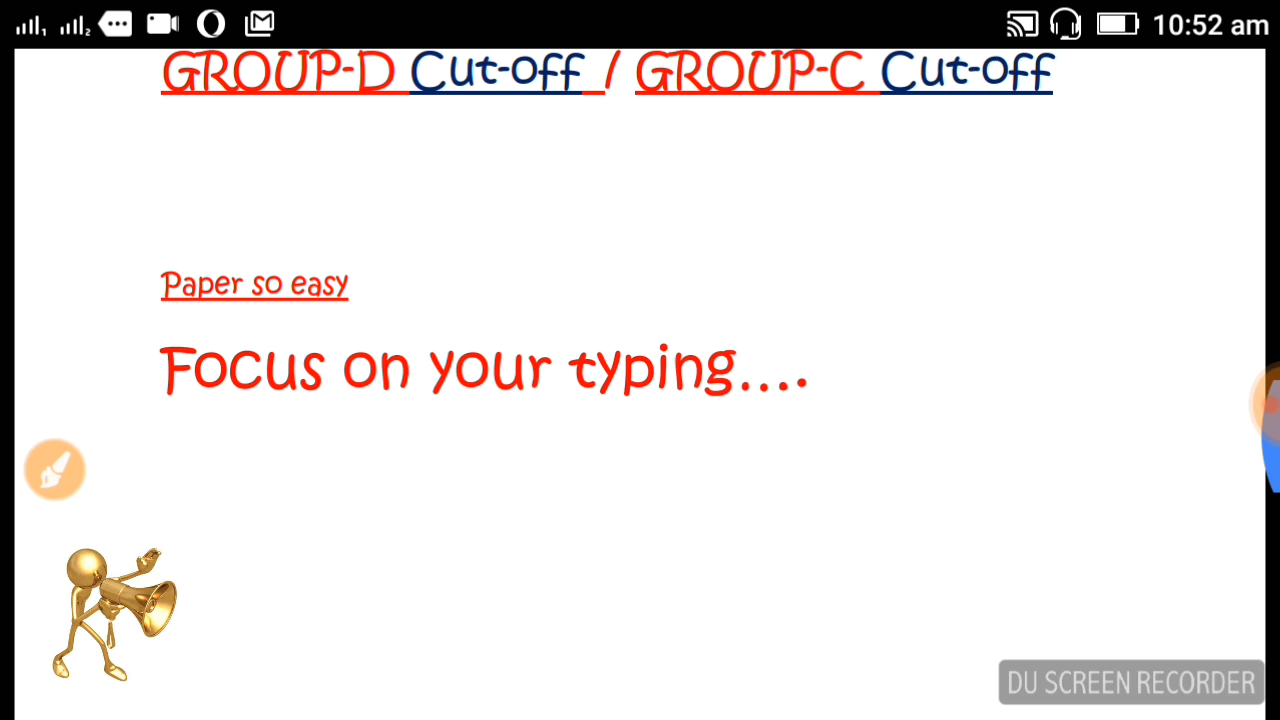 10:52 am
GROUP-D Cut-off / GROUP-C Cut-off
Paper so easy
Focus on your typing....
DU SCREEN RECORDER